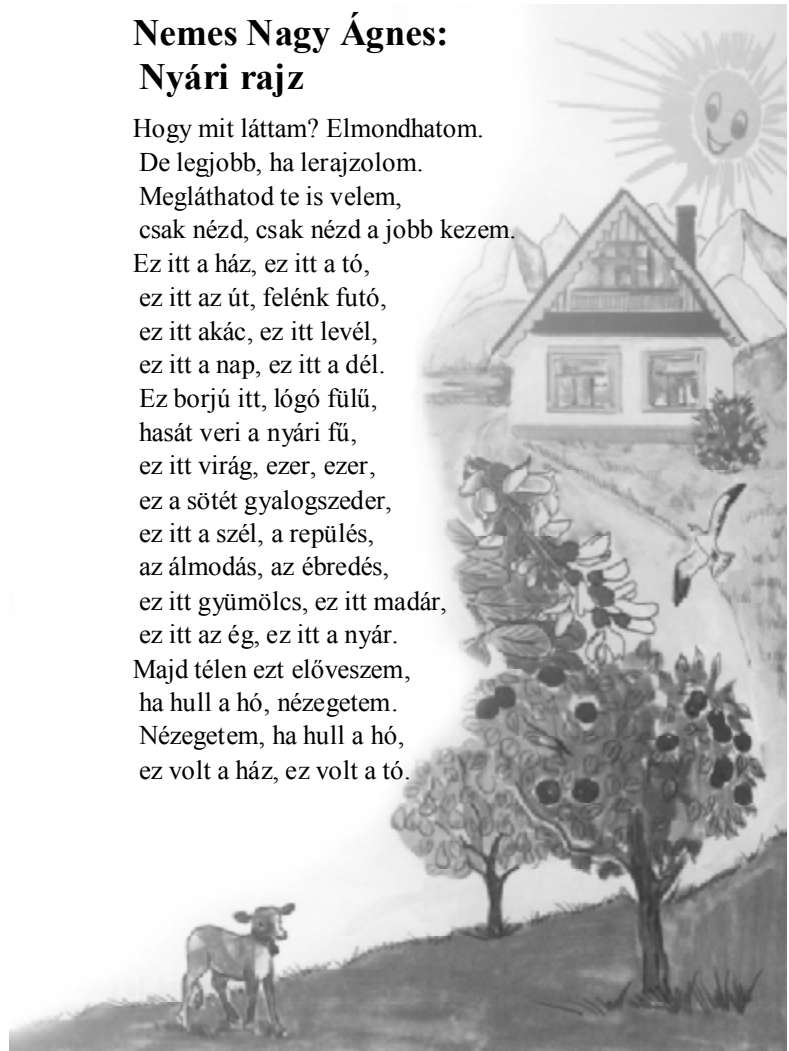 Nemes Nagy Ágnes:
Nyári rajz
Hogy mit láttam? Elmondhatom.
De legjobb, ha lerajzolom.
Megláthatod te is velem,
csak nézd, csak nézd a jobb kezem.
Ez itt a ház, ez itt a tó,
ez itt az út, felénk futó,
ez itt akác, ez itt levél,
ez itt a nap, ez itt a dél.
Ez borjú itt, lógó fülű,
hasát veri a nyári fű,
ez itt virág, ezer, ezer,
ez a sötét gyalogszeder,
ez itt a szél, a repülés,
az álmodás, az ébredés,
ez itt gyümölcs, ez itt madár,
ez itt az ég, ez itt a nyár.
Majd télen ezt előveszem,
ha hull a hó, nézegetem.
Nézegetem, ha hull a hó,
ez volt a ház, ez volt a tó.